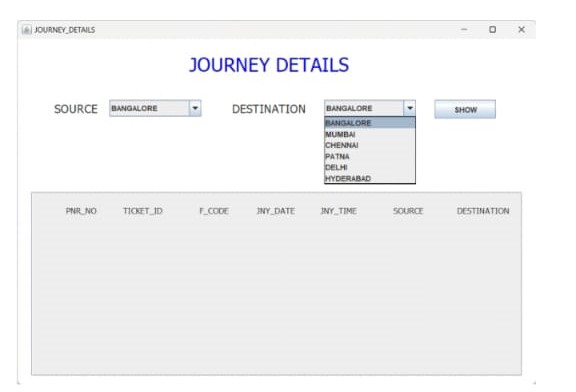 JOURNEY_DETAILS
JOURNEY DETAILS
SOURCE BANGALORE DESTINATION BANGALORE SHOW
BANGALORE
MUMBAI
CHENNAI
PATNA
DELHI
HYDERABAD
PNR_NO TICKET_ID F_CODE JNY_DATE JNY_TIME SOURCE DESTINATION